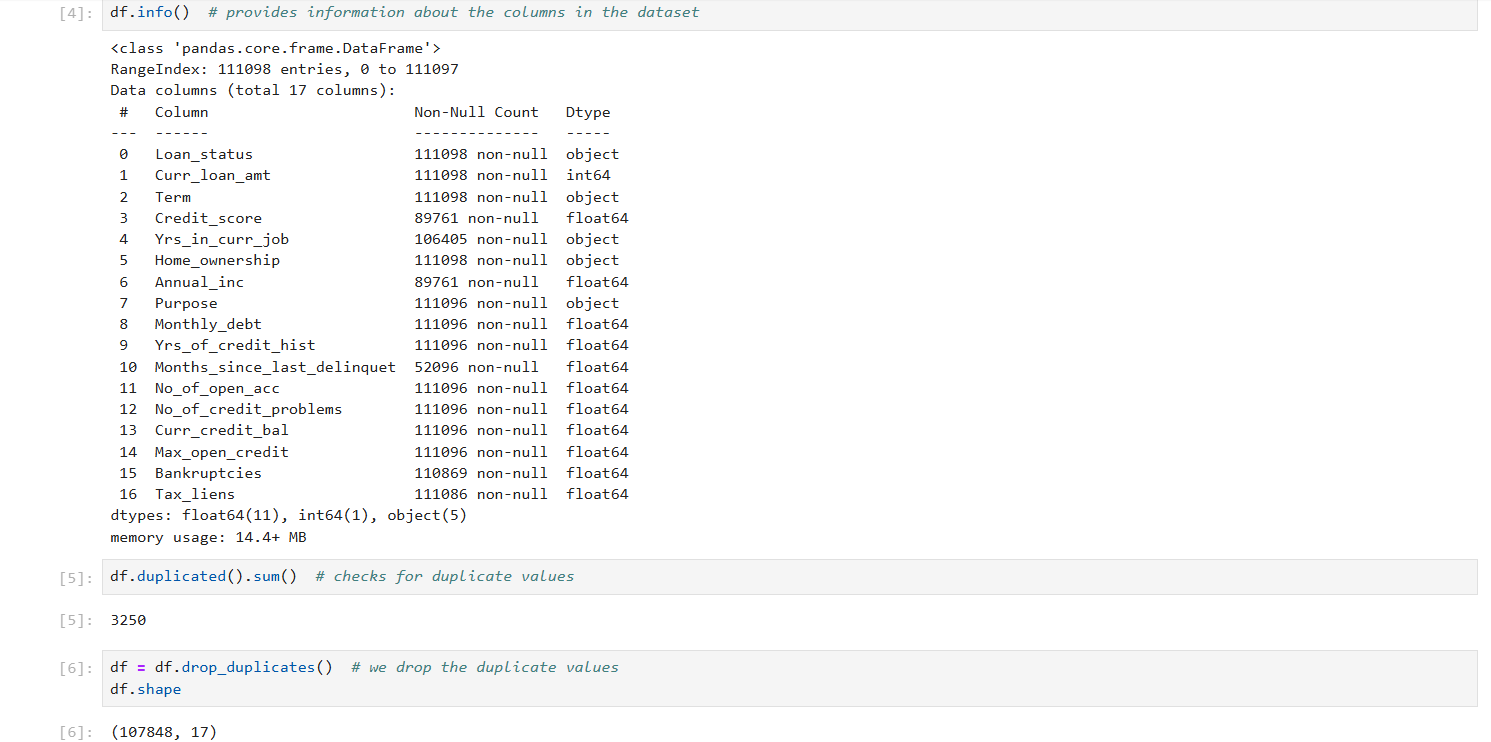 [4]: df.info()  # provides information about the columns in the dataset
<class 'pandas.core.frame.DataFrame'>
RangeIndex: 111098 entries, 0 to 111097
Data columns (total 17 columns):
 #   Column                       Non-Null Count   Dtype
---  ------                       --------------   -----
 0   Loan_status                  111098 non-null  object
 1   Curr_loan_amt                111098 non-null  int64
 2   Term                         111098 non-null  object
 3   Credit_score                 89761 non-null   float64
 4   Yrs_in_curr_job              106405 non-null  object
 5   Home_ownership               111098 non-null  object
 6   Annual_inc                   89761 non-null   float64
 7   Purpose                      111096 non-null  object
 8   Monthly_debt                 111096 non-null  float64
 9   Yrs_of_credit_hist           111096 non-null  float64
 10  Months_since_last_delinquet  52096 non-null   float64
 11  No_of_open_acc               111096 non-null  float64
 12  No_of_credit_problems        111096 non-null  float64
 13  Curr_credit_bal              111096 non-null  float64
 14  Max_open_credit              111096 non-null  float64
 15  Bankruptcies                 110869 non-null  float64
 16  Tax_liens                    111086 non-null  float64
dtypes: float64(11), int64(1), object(5)
memory usage: 14.4+ MB
[5]: df.duplicated().sum()  # checks for duplicate values
[5]: 3250
[6]: df = df.drop_duplicates()  # we drop the duplicate values
df.shape
[6]: (107848, 17)